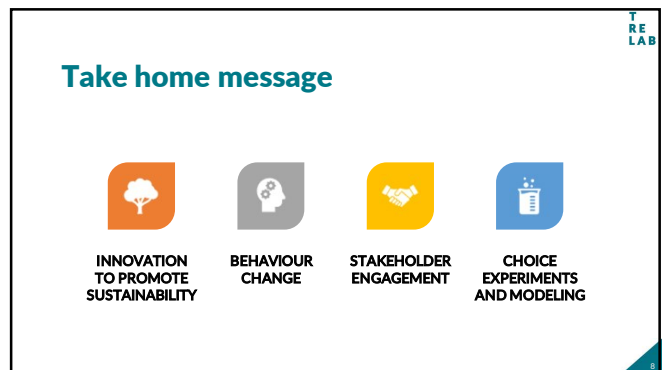 T
RE
LAB
Take home message
INNOVATION
TO PROMOTE
SUSTAINABILITY
BEHAVIOUR
CHANGE
STAKEHOLDER
ENGAGEMENT
CHOICE
EXPERIMENTS
AND MODELING
8